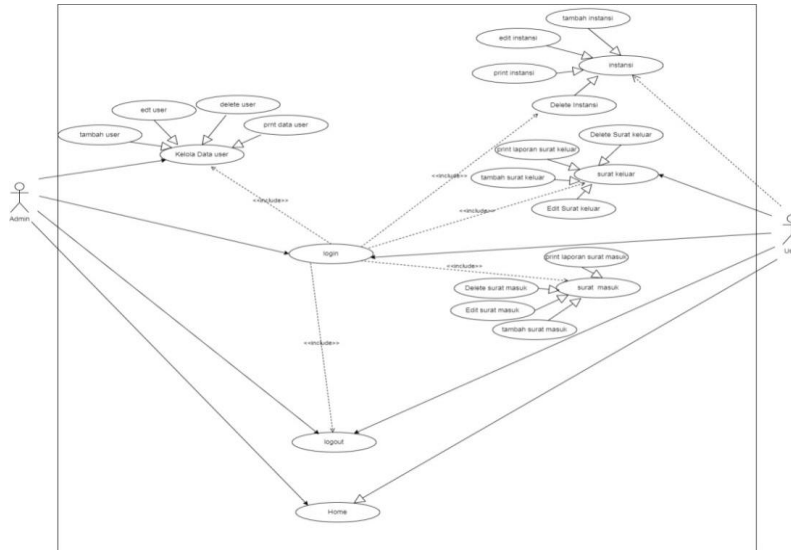 tambah instansi
edit instansi
instansi
print instansi
Delete Instansi
delete user
edt user
print data user
tambah user
Kelola Data user
Delete Surat keluar
print laporan surat keluar
surat keluar
tambah surat keluar
Edit Surat keluar
<<include>>
<<include>>
<<include>>
Admin
login
print laporan surat masuk
<<include>>
Delete surat masuk
surat masuk
Edit surat masuk
tambah surat masuk
<<include>>
logout
Home